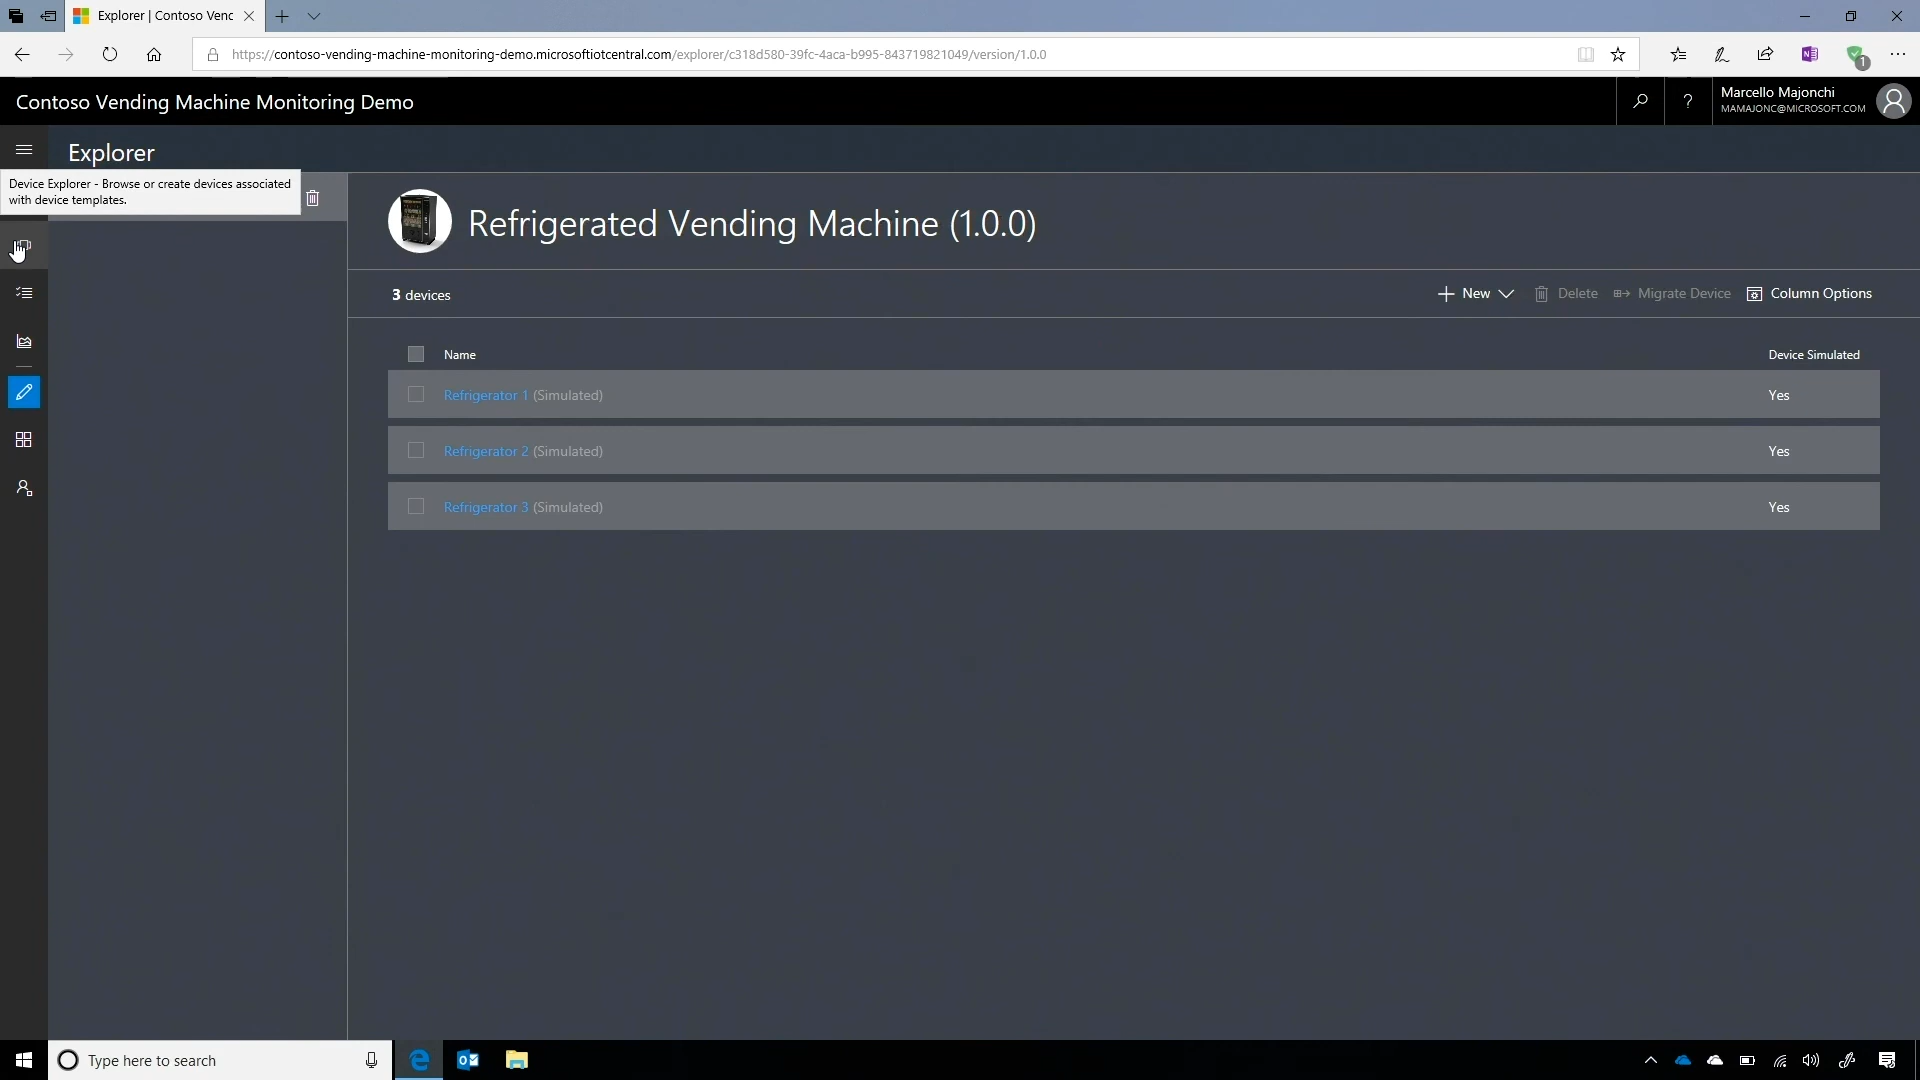 Explorer | Contoso Venc
https://contoso-vending-machine-monitoring-demo.microsoftiotcentral.com/explorer/c318d580-39fc-4aca-b995-843719821049/version/1.0.0
1
Contoso Vending Machine Monitoring Demo
?
Marcello Majonchi
MAMAJONC@MICROSOFT.COM
Explorer
Device Explorer - Browse or create devices associated
with device templates.
Refrigerated Vending Machine (1.0.0)
3 devices
New
Delete
Migrate Device
Column Options
Name
Device Simulated
Refrigerator 1 (Simulated)
Yes
Refrigerator 2 (Simulated)
Yes
Refrigerator 3 (Simulated)
Yes
Type here to search